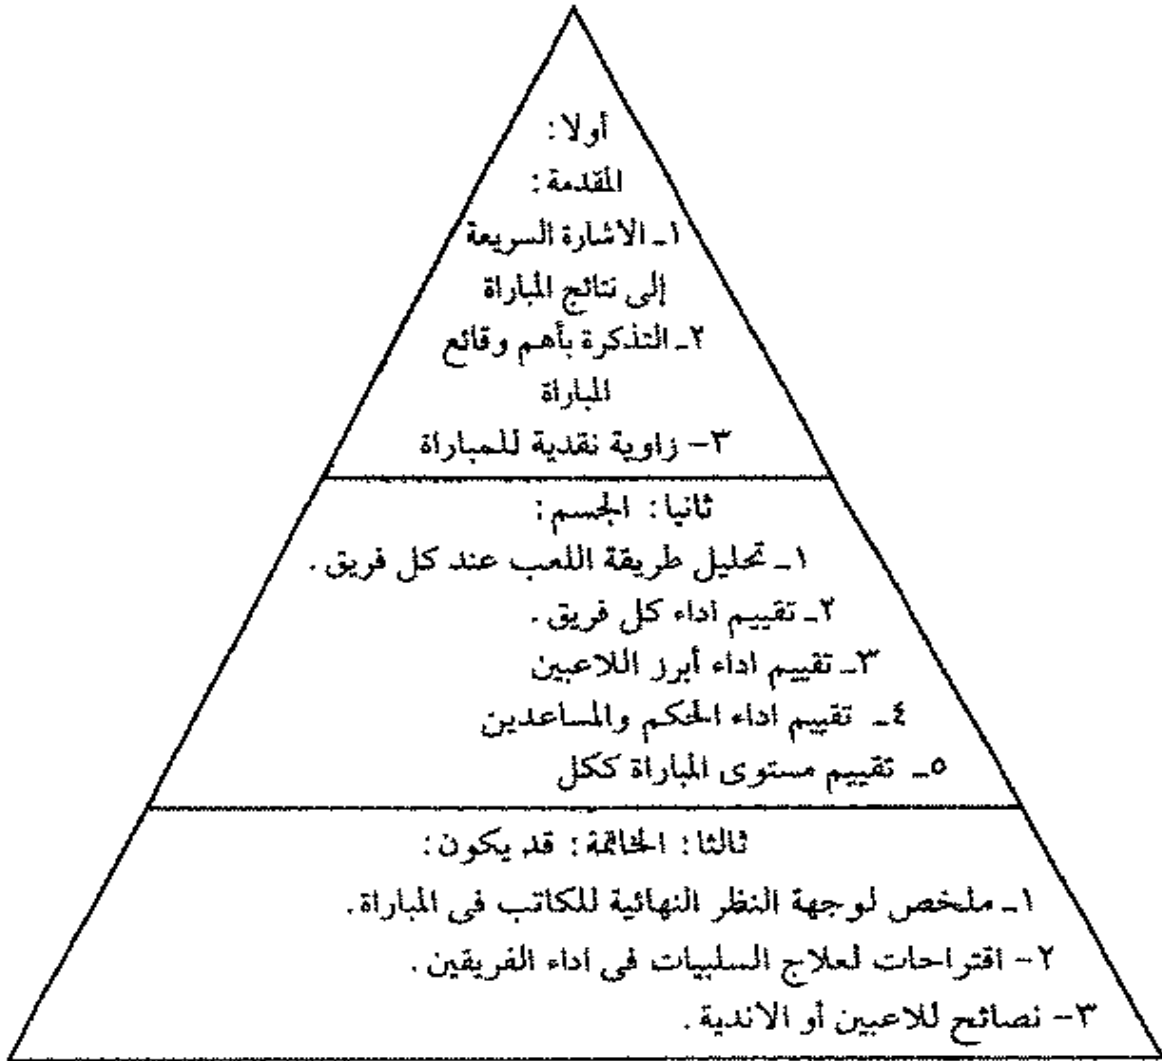 أولا:
المقدمة:
١ـ الاشارة السريعة
إلى نتائج المباراة
٢ـ التذكرة بأهم وقائع
المباراة
٣- زاوية نقدية للمباراة
ثانيا: الجسم:
١ـ تحليل طريقة اللعب عند كل فريق.
٢ـ تقييم اداء كل فريق.
٣ـ تقييم اداء أبرز اللاعبين
٤ـ تقييم اداء الحكم والمساعدين
٥ـ تقييم مستوى المباراة ككل
ثالثا: الخاتمة: قد يكون:
١ـ ملخص لوجهة النظر النهائية للكاتب فى المباراة.
٢- اقتراحات لعلاج السلبيات فى اداء الفريقين.
٣- نصائح للاعبين أو الاندية.